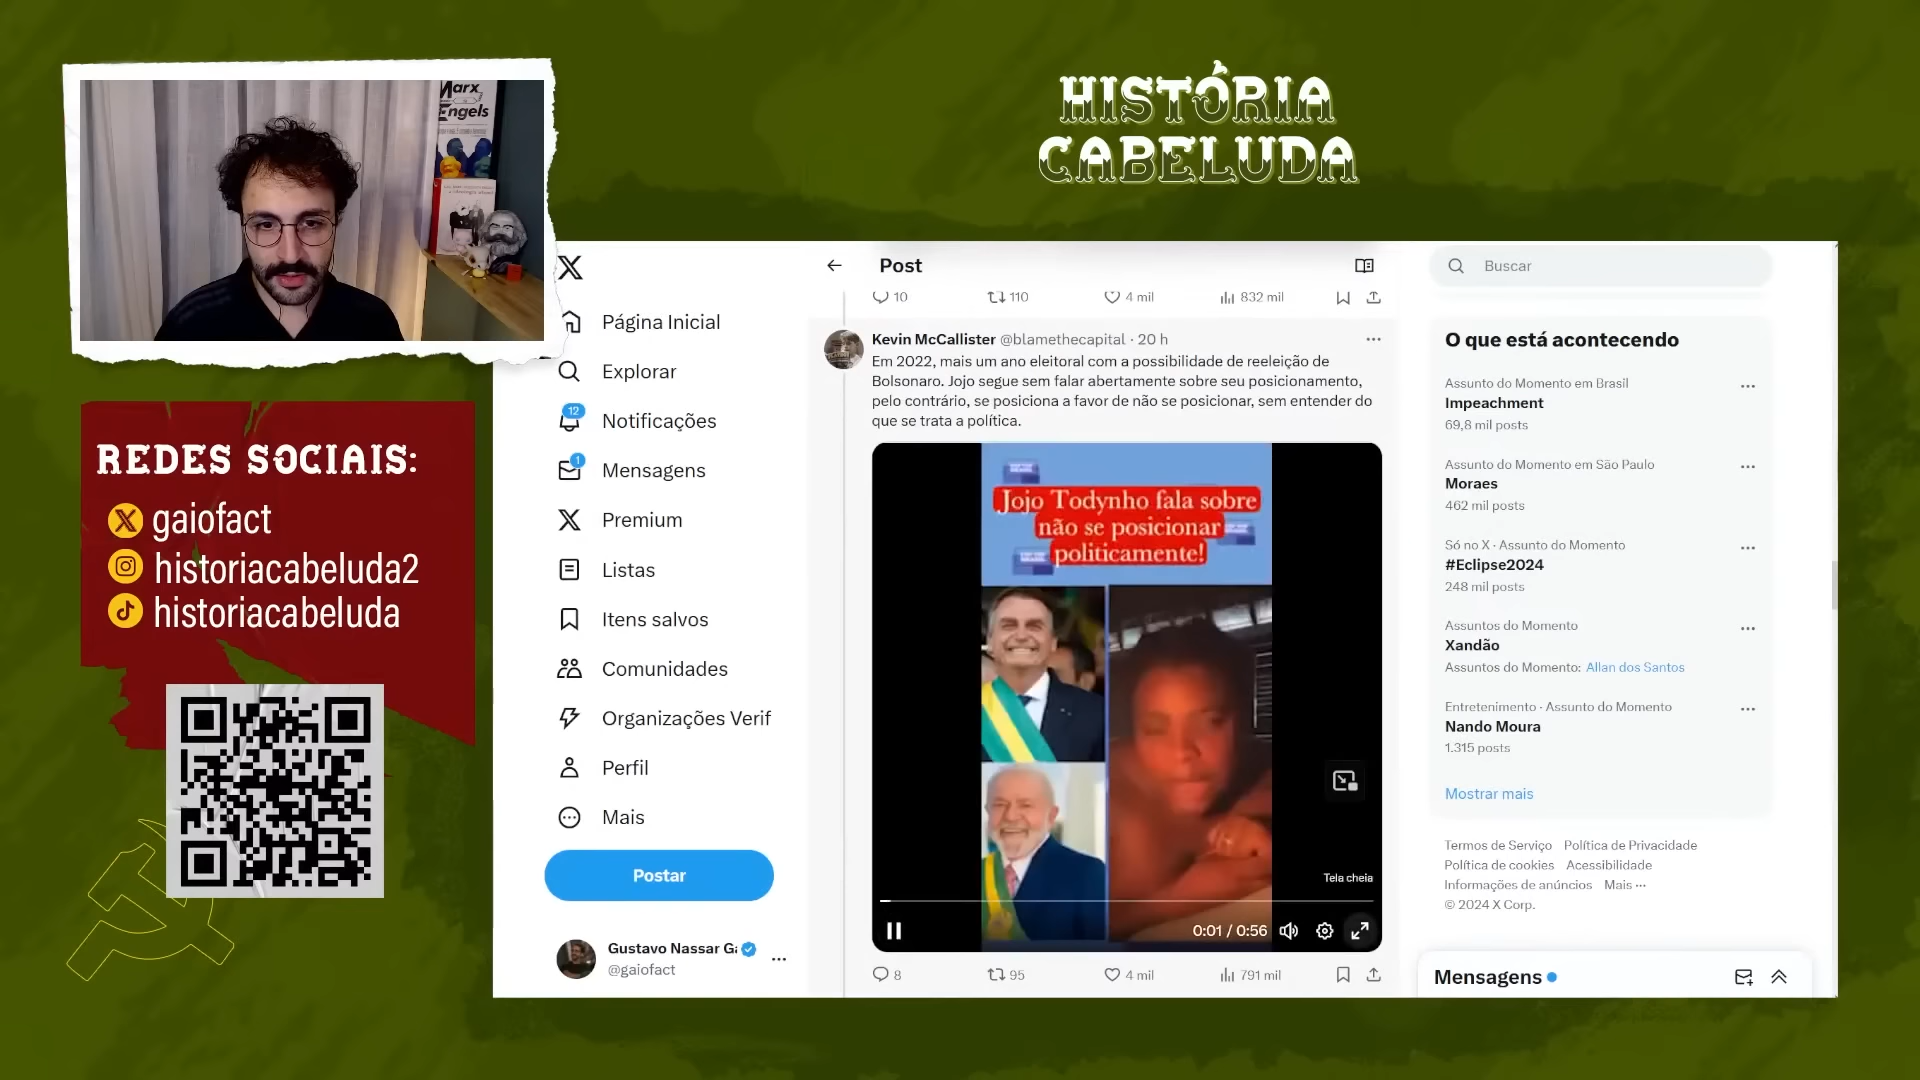 HISTÓRIA
CABELUDA
Marx
Engels
REDES SOCIAIS:
gaiofact
historiacabeluda2
historiacabeluda
Página Inicial
Explorar
12
Notificações
1
Mensagens
Premium
Listas
Itens salvos
Comunidades
Organizações Verif
Perfil
Mais
Postar
Gustavo Nassar Ga
@gaiofact
Post
10
110
4 mil
832 mil
Kevin McCallister @blamethecapital · 20 h
Em 2022, mais um ano eleitoral com a possibilidade de reeleição de
Bolsonaro. Jojo segue sem falar abertamente sobre seu posicionamento,
pelo contrário, se posiciona a favor de não se posicionar, sem entender do
que se trata a política.
Jojo Todynho fala sobre
não se posicionar
politicamente!
Tela cheia
0:01 / 0:56
8
95
4 mil
791 mil
Buscar
O que está acontecendo
Assunto do Momento em Brasil
Impeachment
69,8 mil posts
Assunto do Momento em São Paulo
Moraes
462 mil posts
Só no X · Assunto do Momento
#Eclipse2024
248 mil posts
Assuntos do Momento
Xandão
Assuntos do Momento: Allan dos Santos
Entretenimento · Assunto do Momento
Nando Moura
1.315 posts
Mostrar mais
Termos de Serviço Política de Privacidade
Política de cookies Acessibilidade
Informações de anúncios Mais ···
© 2024 X Corp.
Mensagens